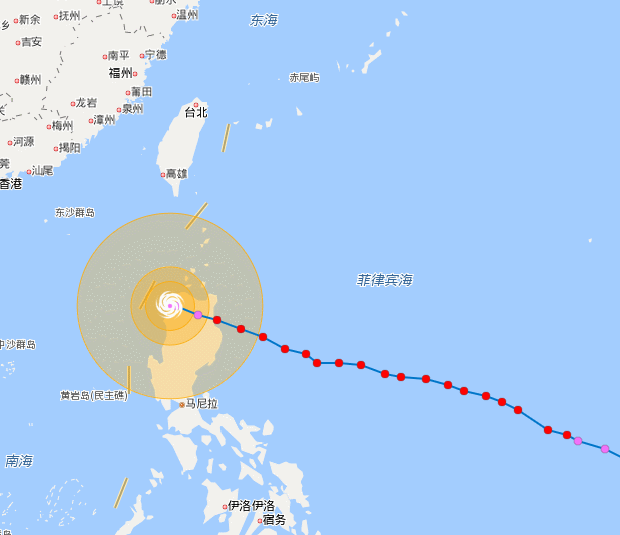 衡水
上饶
抚州
温州
新余
乡
东海
吉安
南平
宁德
福州
赤尾屿
赣州
莆田
龙岩
泉州
台北
漳州
梅州
河源
揭阳
莞
汕尾
高雄
香港
东沙群岛
菲律宾海
中沙群岛
黄岩岛(民主礁)
马尼拉
南海
伊洛伊洛
宿务
岛